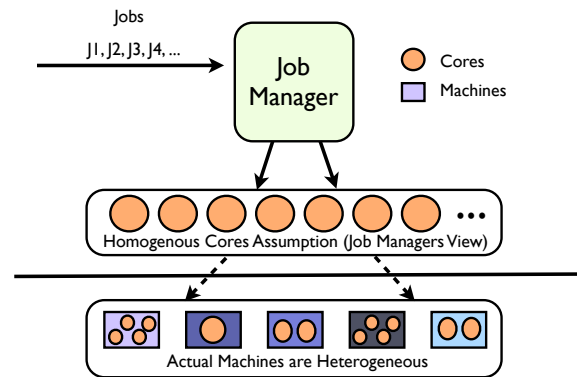 Jobs
J1, J2, J3, J4, ...
Job
Manager
Cores
Machines
Homogenous Cores Assumption (Job Managers View)
Actual Machines are Heterogeneous